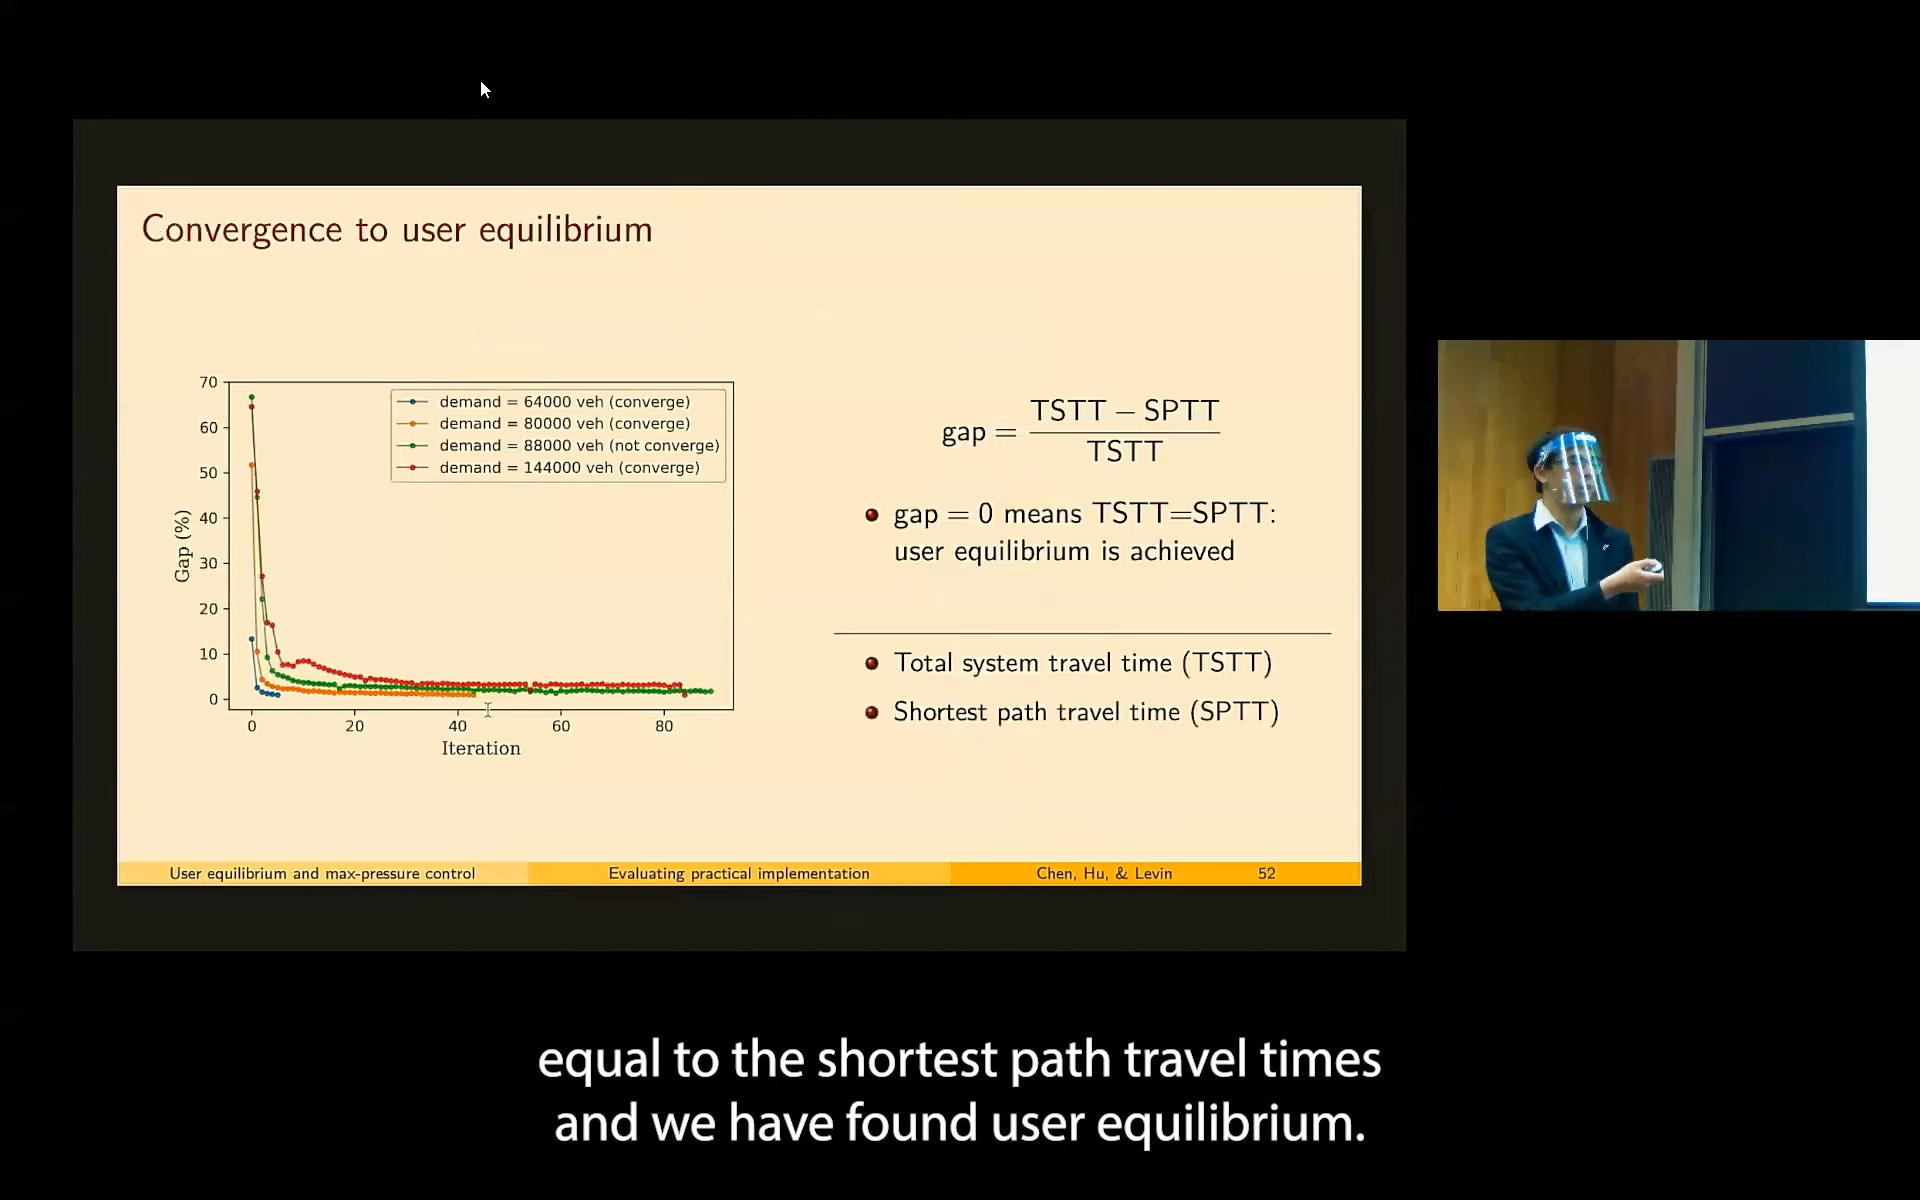 Convergence to user equilibrium
70
60
50
40
30
20
10
0
Gap (%)
demand = 64000 veh (converge)
demand = 80000 veh (converge)
demand = 88000 veh (not converge)
demand = 144000 veh (converge)
0 20 40 60 80
Iteration
gap = TSTT – SPTT
TSTT
gap = 0 means TSTT=SPTT:
user equilibrium is achieved
Total system travel time (TSTT)
Shortest path travel time (SPTT)
User equilibrium and max-pressure control Evaluating practical implementation Chen, Hu, & Levin 52
equal to the shortest path travel times
and we have found user equilibrium.